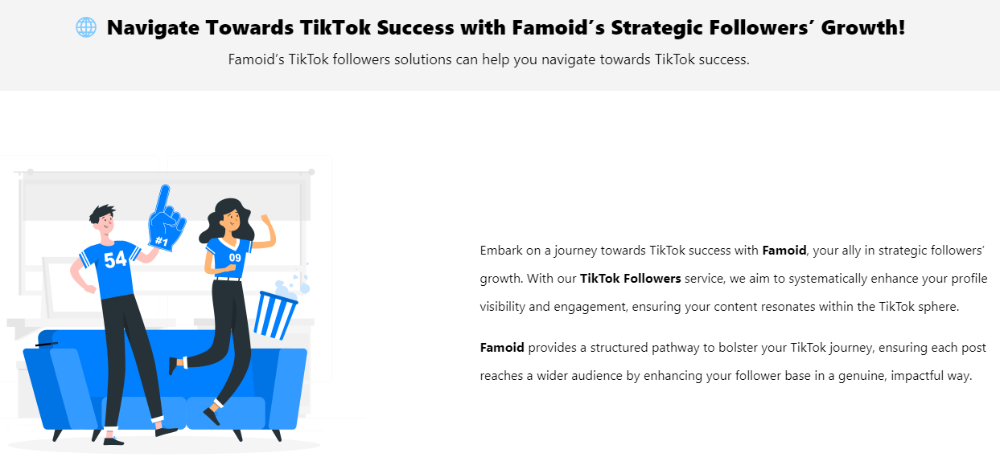 Navigate Towards TikTok Success with Famoid’s Strategic Followers’ Growth!
Famoid’s TikTok followers solutions can help you navigate towards TikTok success.
#1
54
09
Embark on a journey towards TikTok success with Famoid, your ally in strategic followers’
growth. With our TikTok Followers service, we aim to systematically enhance your profile
visibility and engagement, ensuring your content resonates within the TikTok sphere.
Famoid provides a structured pathway to bolster your TikTok journey, ensuring each post
reaches a wider audience by enhancing your follower base in a genuine, impactful way.